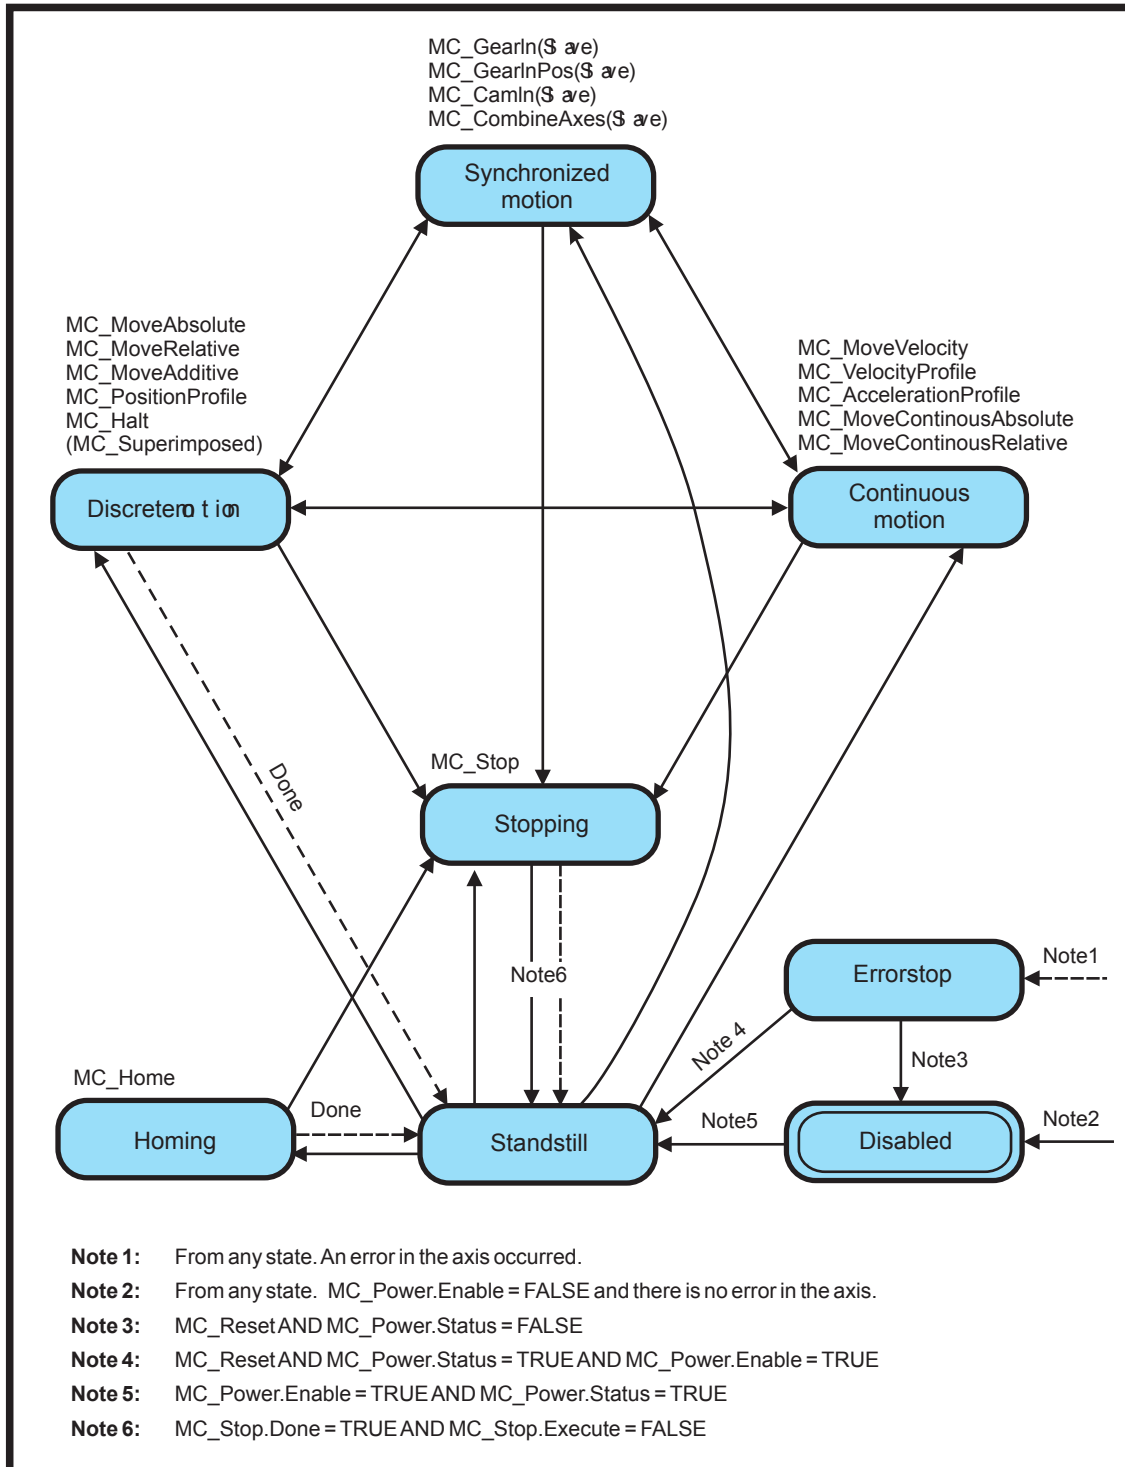 MC_GearIn(Slave)
MC_GearInPos(Slave)
MC_CamIn(Slave)
MC_CombineAxes(Slave)
Synchronized
motion
MC_MoveAbsolute
MC_MoveRelative
MC_MoveAdditive
MC_PositionProfile
MC_Halt
(MC_Superimposed)
MC_MoveVelocity
MC_VelocityProfile
MC_AccelerationProfile
MC_MoveContinousAbsolute
MC_MoveContinousRelative
Discrete motion
Continuous
motion
Done
MC_Stop
Stopping
Note6
Errorstop
Note1
Note 4
Note3
MC_Home
Homing
Done
Standstill
Note5
Disabled
Note2
Note 1: From any state. An error in the axis occurred.
Note 2: From any state. MC_Power.Enable = FALSE and there is no error in the axis.
Note 3: MC_Reset AND MC_Power.Status = FALSE
Note 4: MC_Reset AND MC_Power.Status = TRUE AND MC_Power.Enable = TRUE
Note 5: MC_Power.Enable = TRUE AND MC_Power.Status = TRUE
Note 6: MC_Stop.Done = TRUE AND MC_Stop.Execute = FALSE